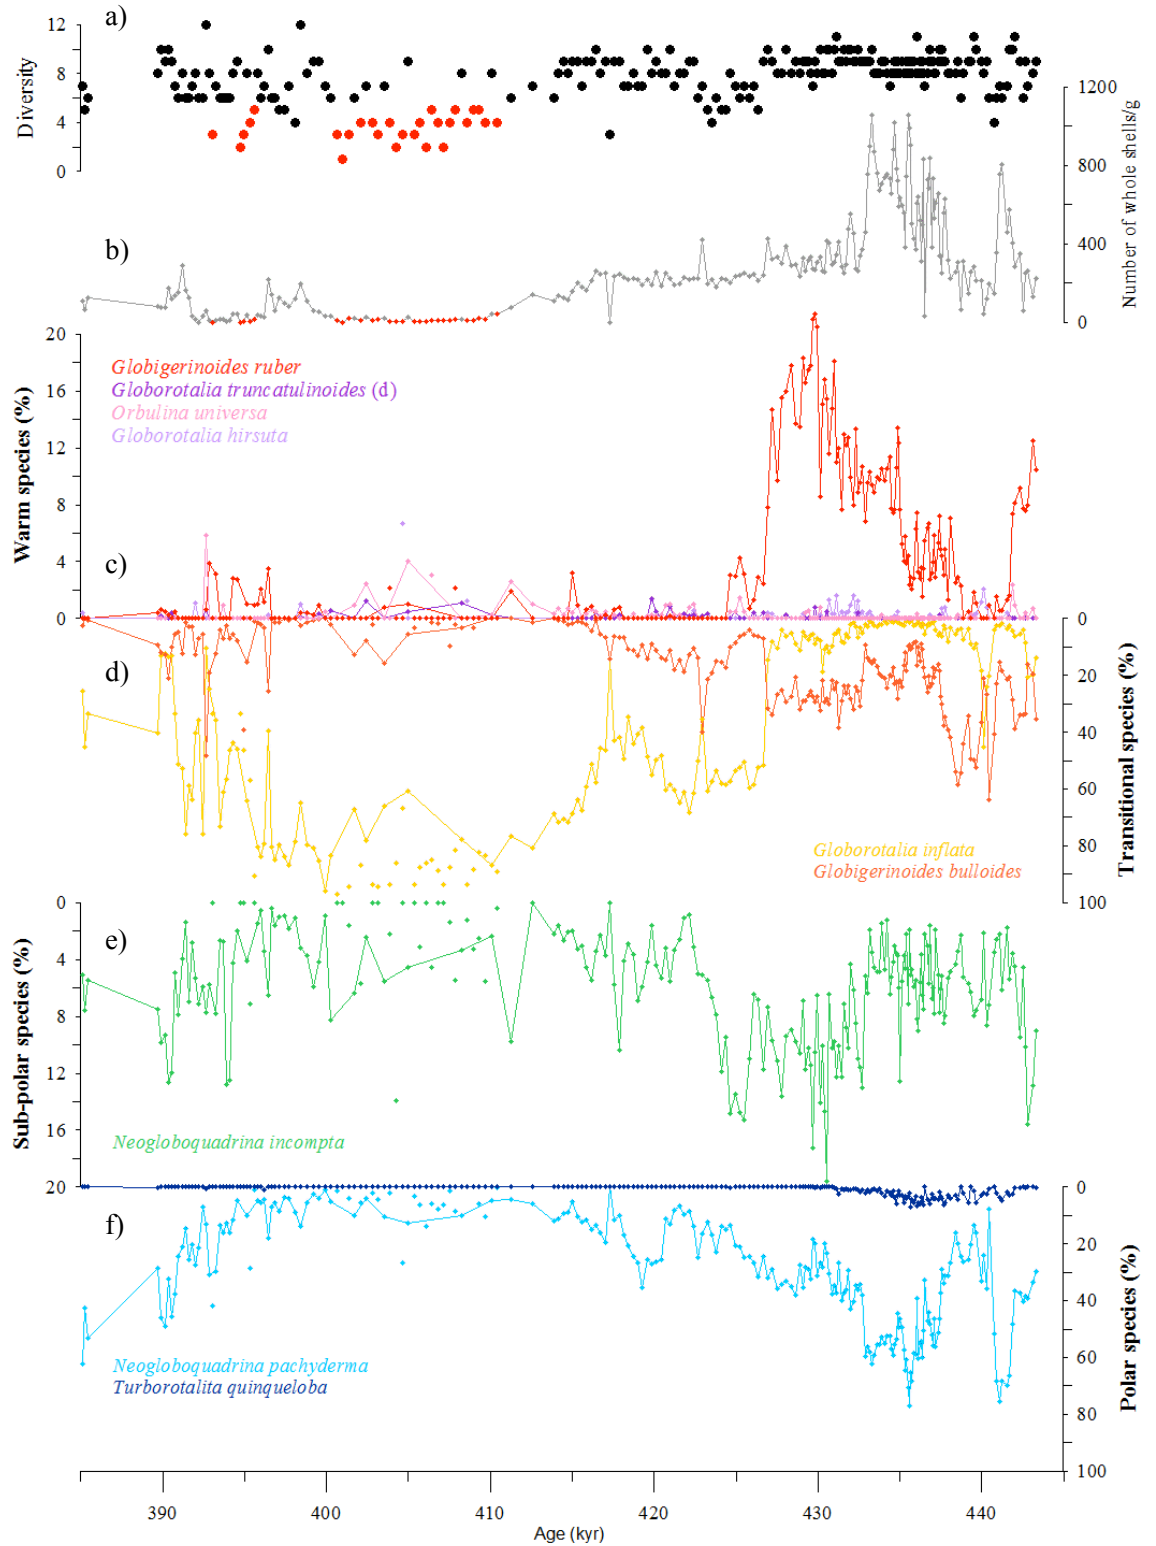 a)
12
8
4
0
Diversity
1200
800
400
0
Number of whole shells/g
b)
20
16
12
8
4
0
Warm species (%)
Globigerinoides ruber
Globorotalia truncatulinoides (d)
Orbulina universa
Globorotalia hirsuta
c)
0
20
40
60
80
100
Transitional species (%)
d)
Globorotalia inflata
Globigerinoides bulloides
0
4
8
12
16
20
Sub-polar species (%)
e)
Neogloboquadrina incompta
0
20
40
60
80
100
Polar species (%)
f)
Neogloboquadrina pachyderma
Turborotalita quinqueloba
390
400
410
420
430
440
Age (kyr)